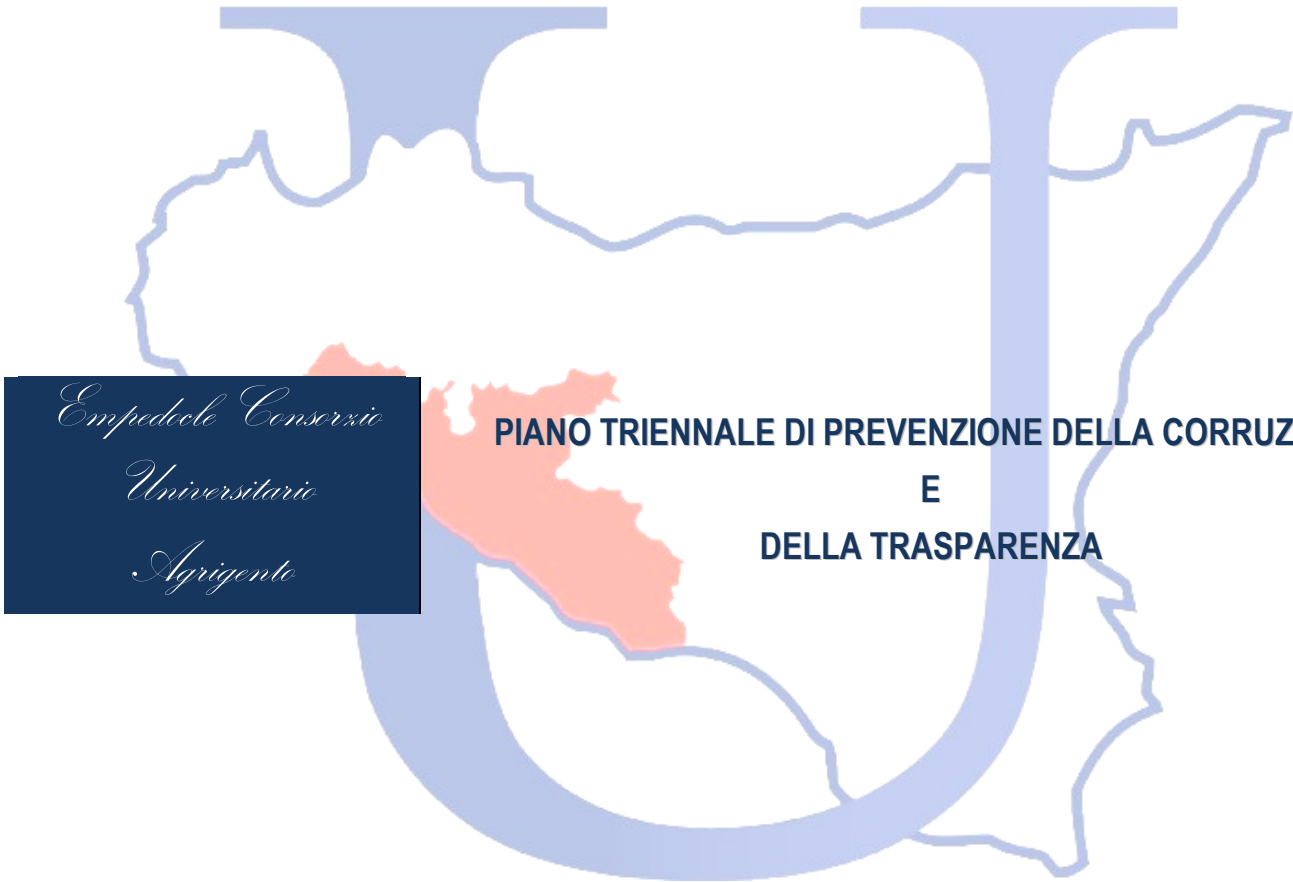 Empedocle Consorzio
Universitario
Agrigento
PIANO TRIENNALE DI PREVENZIONE DELLA CORRUZ
E
DELLA TRASPARENZA